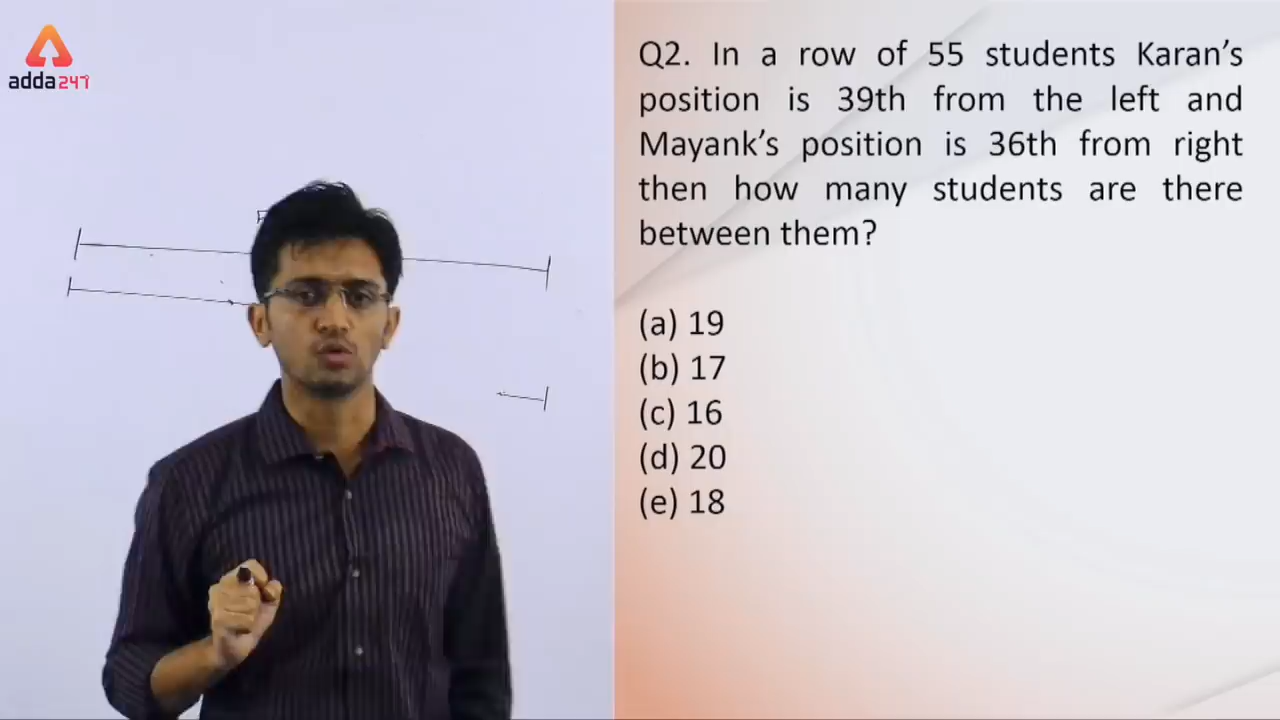 adda247
Q2. In a row of 55 students Karan's
position is 39th from the left and
Mayank's position is 36th from right
then how many students are there
between them?
(a) 19
(b) 17
(c) 16
(d) 20
(e) 18